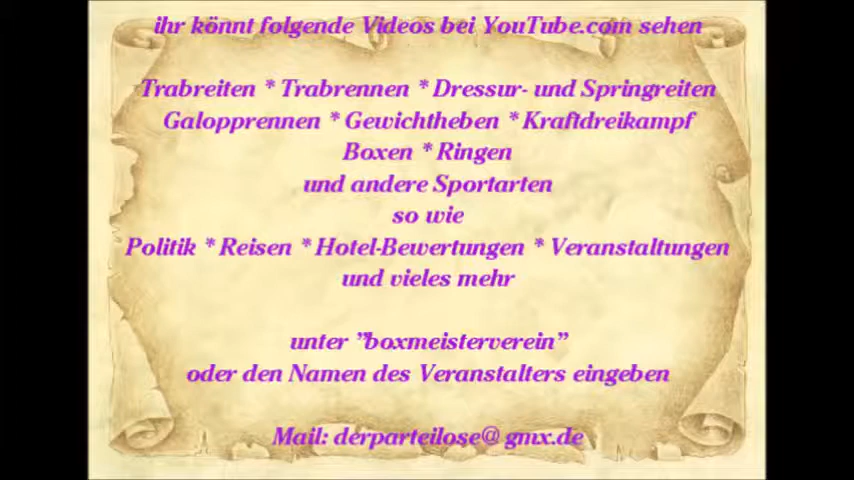 ihr könnt folgende Videos bei YouTube.com sehen
Trabreiten * Trabrennen * Dressur- und Springreiten
Galopprennen * Gewichtheben * Kraftdreikampf
Boxen * Ringen
und andere Sportarten
so wie
Politik * Reisen * Hotel-Bewertungen * Veranstaltungen
und vieles mehr
unter "boxmeisterverein"
oder den Namen des Veranstalters eingeben
Mail: derparteilose@gmx.de